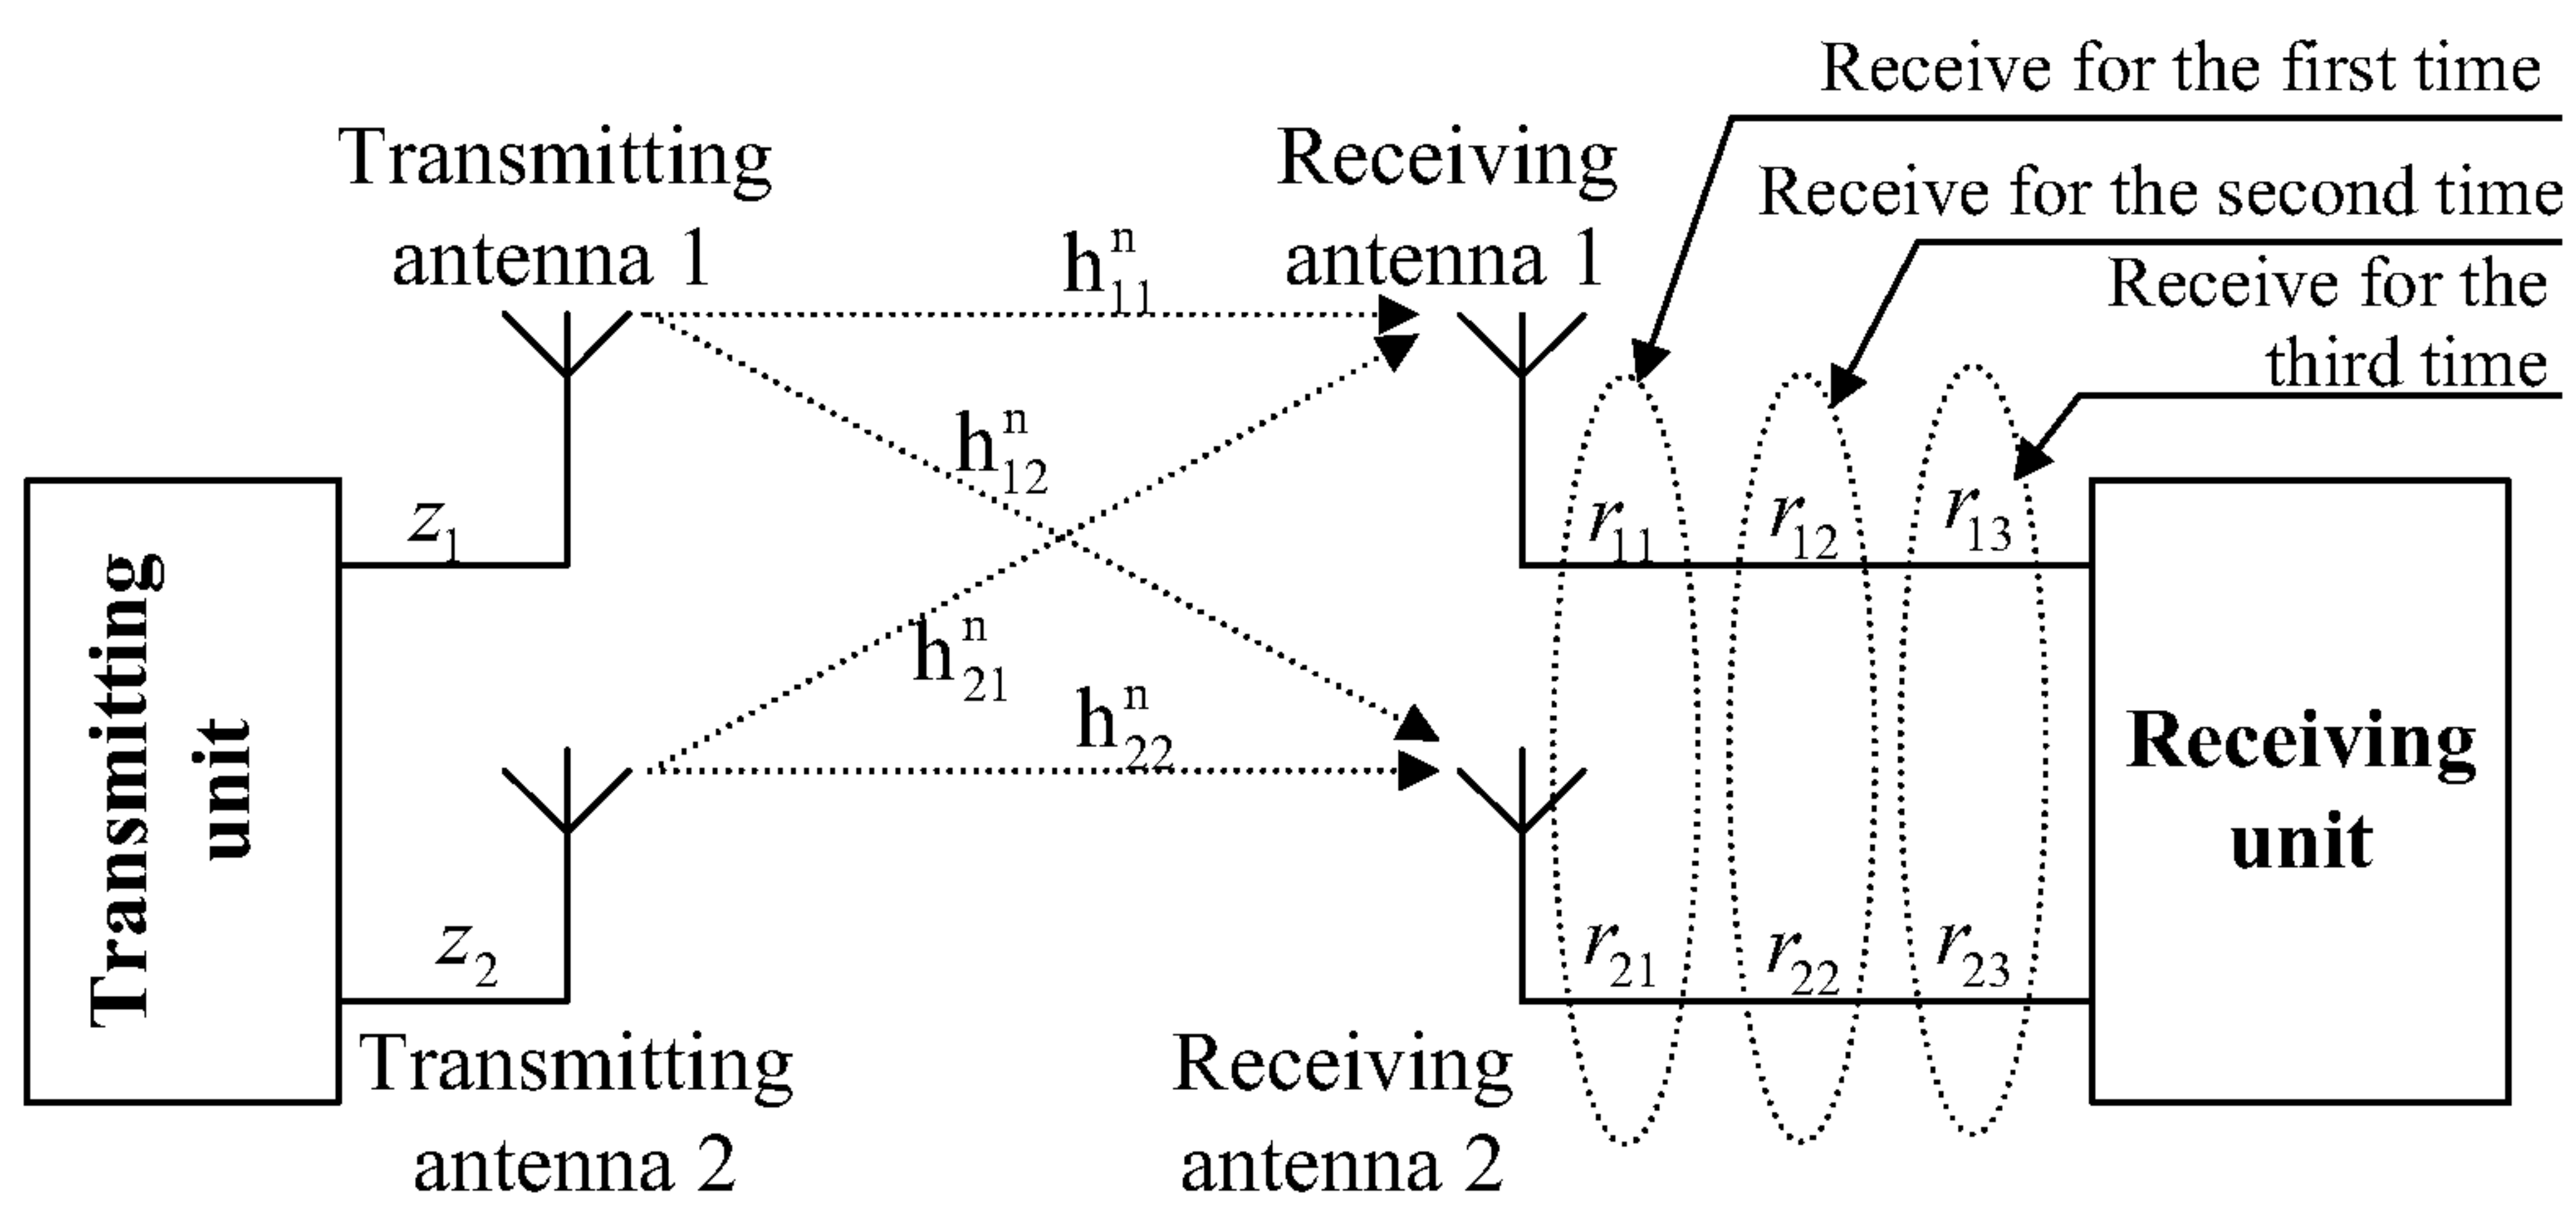 Receive for the first time
Transmitting
antenna 1
Receiving
antenna 1
Receive for the second time
Receive for the
third time
h₁₁ⁿ
h₁₂ⁿ
h₂₁ⁿ
h₂₂ⁿ
z₁
z₂
r₁₁
r₁₂
r₁₃
r₂₁
r₂₂
r₂₃
Transmitting
unit
Receiving
unit
Transmitting
antenna 2
Receiving
antenna 2